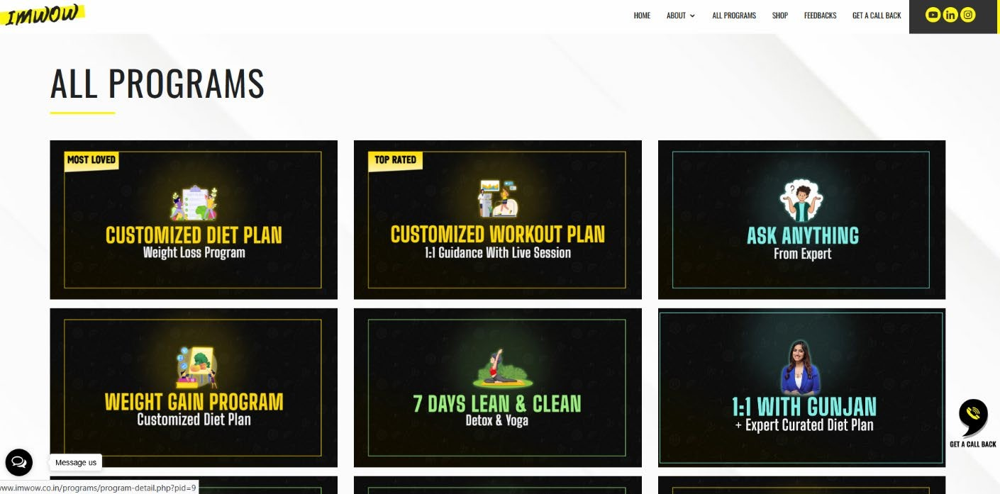 IMWOW
HOME ABOUT ALL PROGRAMS SHOP FEEDBACKS GET A CALL BACK
ALL PROGRAMS
MOST LOVED
CUSTOMIZED DIET PLAN
Weight Loss Program
TOP RATED
CUSTOMIZED WORKOUT PLAN
1:1 Guidance With Live Session
ASK ANYTHING
From Expert
WEIGHT GAIN PROGRAM
Customized Diet Plan
7 DAYS LEAN & CLEAN
Detox & Yoga
1:1 WITH GUNJAN
+ Expert Curated Diet Plan
GET A CALL BACK
Message us
www.imwow.co.in/programs/program-detail.php?pid=9